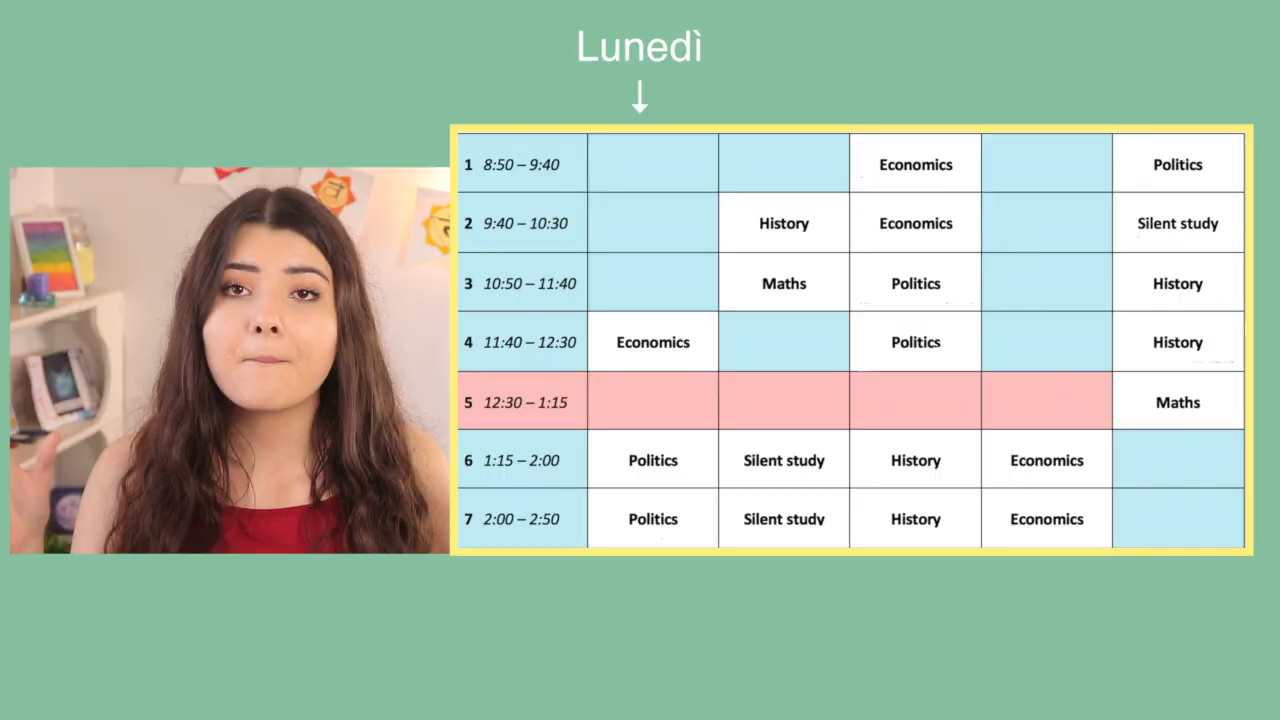 Lunedì
1 8:50 – 9:40 Economics Politics
2 9:40 – 10:30 History Economics Silent study
3 10:50 – 11:40 Maths Politics History
4 11:40 – 12:30 Economics Politics History
5 12:30 – 1:15 Maths
6 1:15 – 2:00 Politics Silent study History Economics
7 2:00 – 2:50 Politics Silent study History Economics